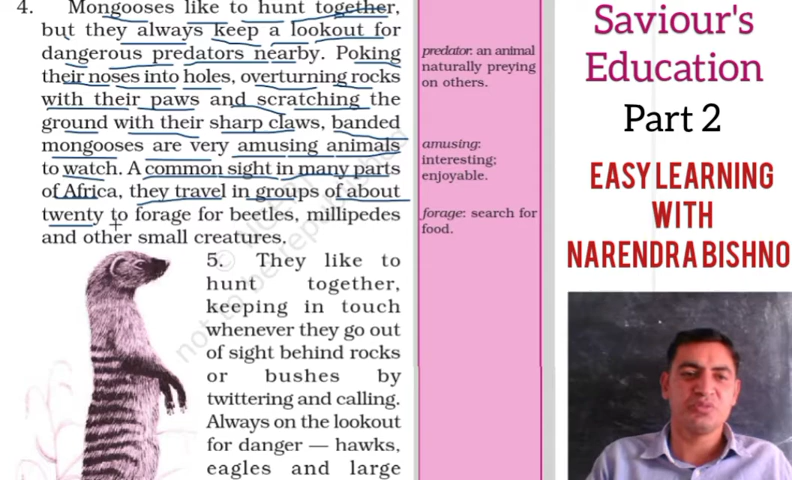 4. Mongooses like to hunt together,
but they always keep a lookout for
dangerous predators nearby. Poking
their noses into holes, overturning rocks
with their paws and scratching the
ground with their sharp claws, banded
mongooses are very amusing animals
to watch. A common sight in many parts
of Africa, they travel in groups of about
twenty to forage for beetles, millipedes
and other small creatures.
5. They like to
hunt together,
keeping in touch
whenever they go out
of sight behind rocks
or bushes by
twittering and calling.
Always on the lookout
for danger — hawks,
eagles and large
predator: an animal
naturally preying
on others.
amusing:
interesting;
enjoyable.
forage: search for
food.
Saviour's
Education
Part 2
EASY LEARNING
WITH
NARENDRA BISHNO
not to be republished